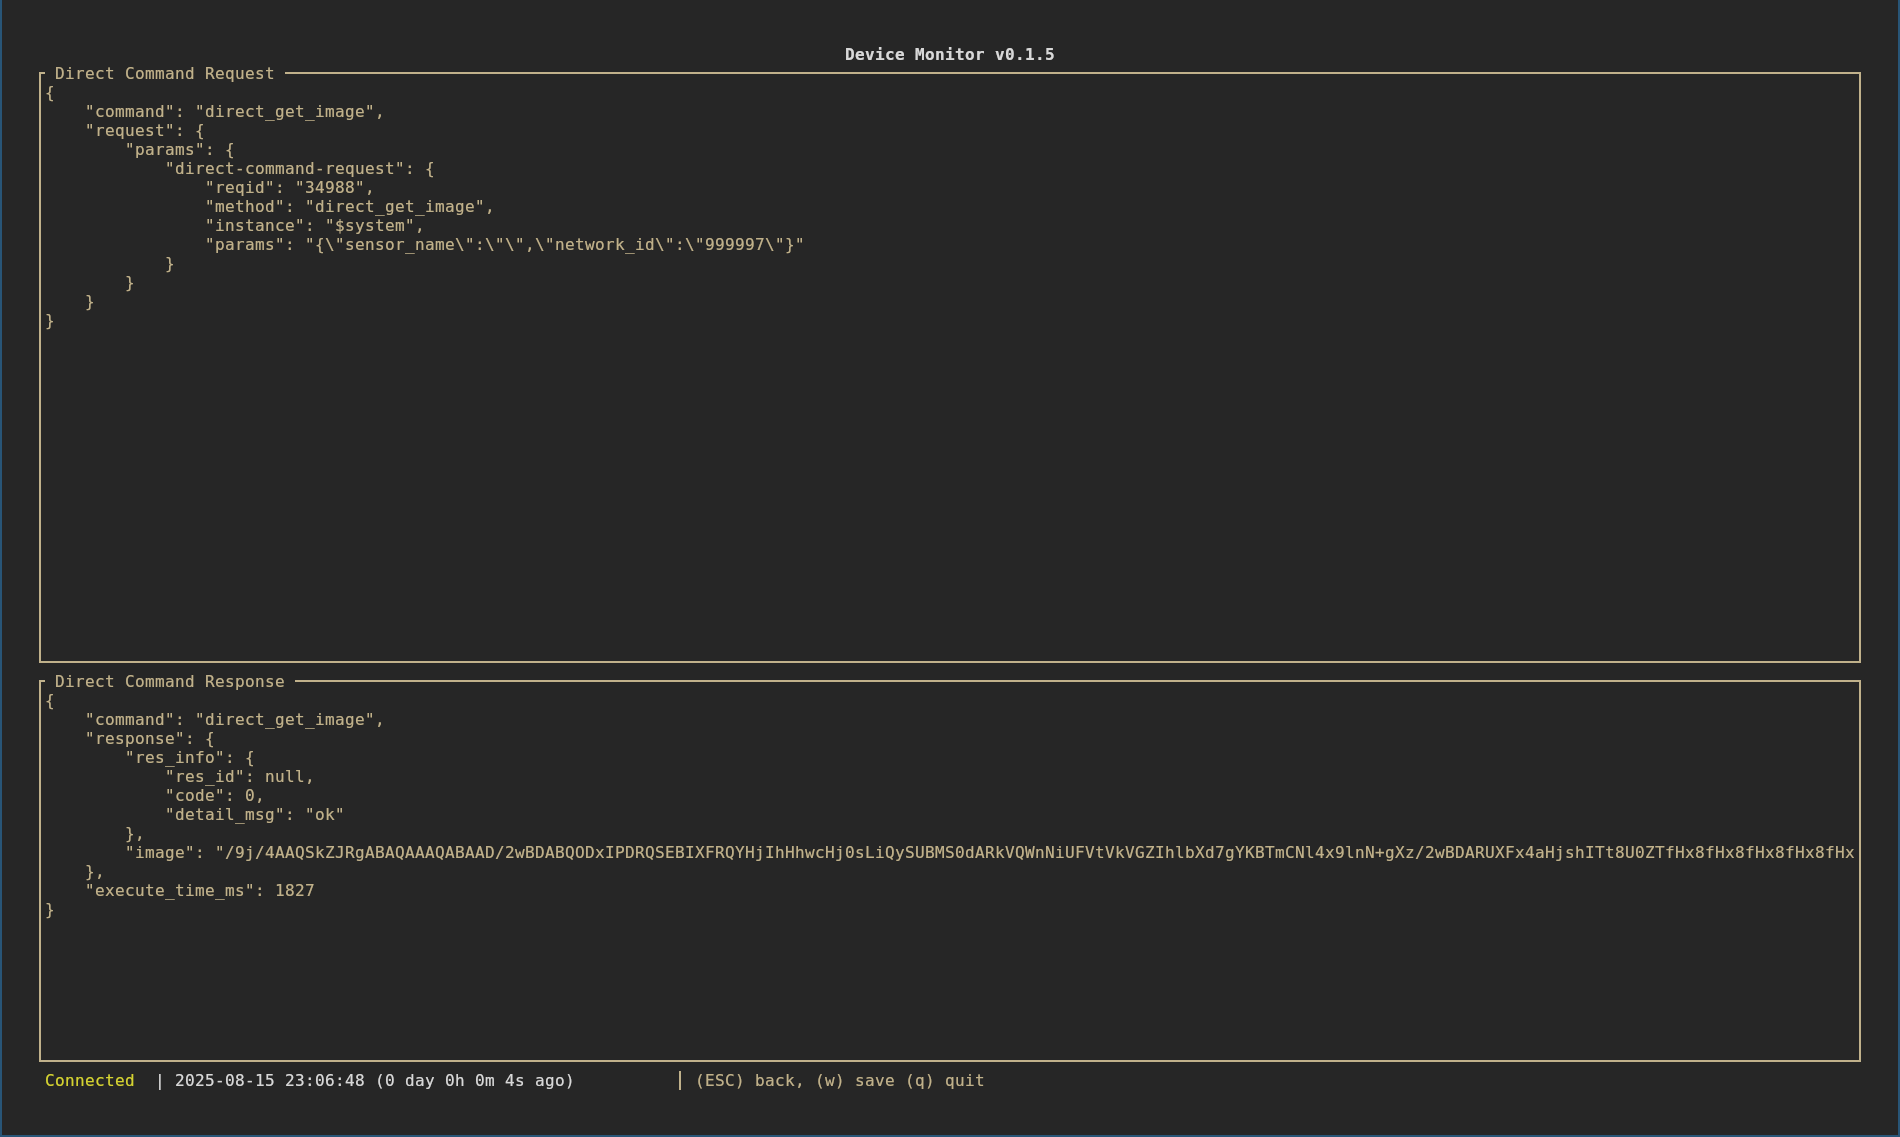 Device Monitor v0.1.5
Direct Command Request
{
    "command": "direct_get_image",
    "request": {
        "params": {
            "direct-command-request": {
                "reqid": "34988",
                "method": "direct_get_image",
                "instance": "$system",
                "params": "{\"sensor_name\":\"\",\"network_id\":\"999997\"}"
            }
        }
    }
}
Direct Command Response
{
    "command": "direct_get_image",
    "response": {
        "res_info": {
            "res_id": null,
            "code": 0,
            "detail_msg": "ok"
        },
        "image": "/9j/4AAQSkZJRgABAQAAAQABAAD/2wBDABQODxIPDRQSEBIXFRQYHjIhHhwcHj0sLiQySUBMS0dARkVQWnNiUFVtVkVGZIhlbXd7gYKBTmCNl4x9lnN+gXz/2wBDARUXFx4aHjshITt8U0ZTfHx8fHx8fHx8fHx8fHx
    },
    "execute_time_ms": 1827
}
Connected | 2025-08-15 23:06:48 (0 day 0h 0m 4s ago) │ (ESC) back, (w) save (q) quit